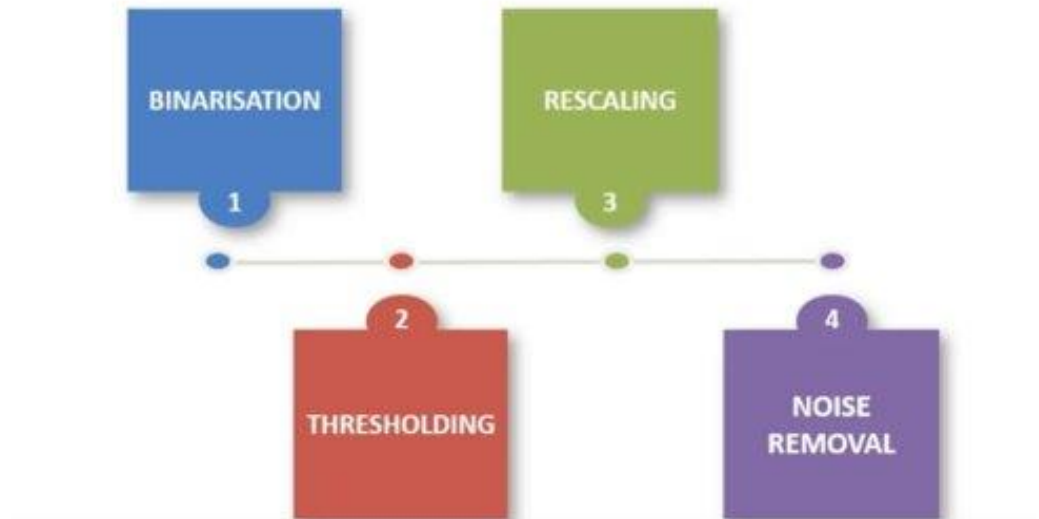 BINARISATION
1
2
THRESHOLDING
RESCALING
3
4
NOISE
REMOVAL